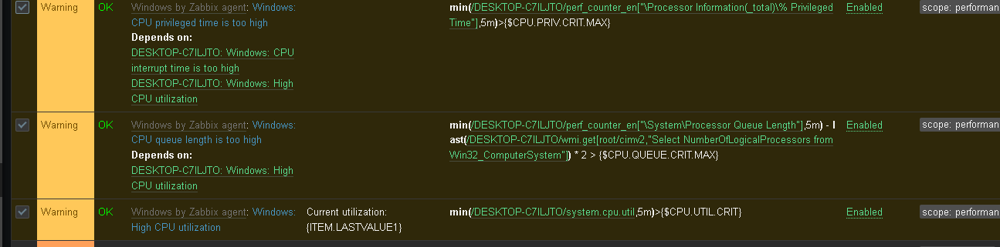 Warning OK Windows by Zabbix agent: Windows: min(/DESKTOP-C7ILJTO/perf_counter_en["\Processor Information(_total)\% Privileged Enabled scope: performan
CPU privileged time is too high Time"],5m)>{$CPU.PRIV.CRIT.MAX}
Depends on:
DESKTOP-C7ILJTO: Windows: CPU
interrupt time is too high
DESKTOP-C7ILJTO: Windows: High
CPU utilization
Warning OK Windows by Zabbix agent: Windows: min(/DESKTOP-C7ILJTO/perf_counter_en["\System\Processor Queue Length"],5m) - l Enabled scope: performan
CPU queue length is too high ast(/DESKTOP-C7ILJTO/wmi.get[root/cimv2,"Select NumberOfLogicalProcessors from
Depends on: Win32_ComputerSystem"]) * 2 > {$CPU.QUEUE.CRIT.MAX}
DESKTOP-C7ILJTO: Windows: High
CPU utilization
Warning OK Windows by Zabbix agent: Windows: Current utilization: min(/DESKTOP-C7ILJTO/system.cpu.util,5m)>{$CPU.UTIL.CRIT} Enabled scope: performan
High CPU utilization {ITEM.LASTVALUE1}